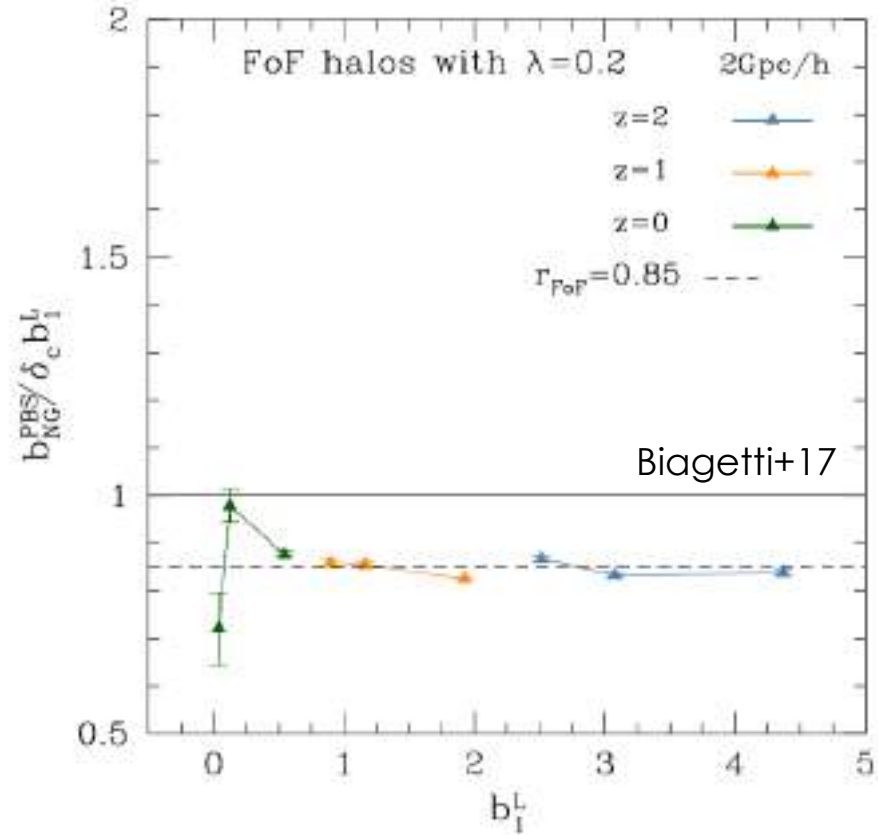 2
FoF halos with λ=0.2 2Gpc/h
z=2
z=1
z=0
1.5
r_FoF=0.85
b_NG^PBS/δ_c b_1^L
Biagetti+17
1
0.5
0 1 2 3 4 5
b_1^L